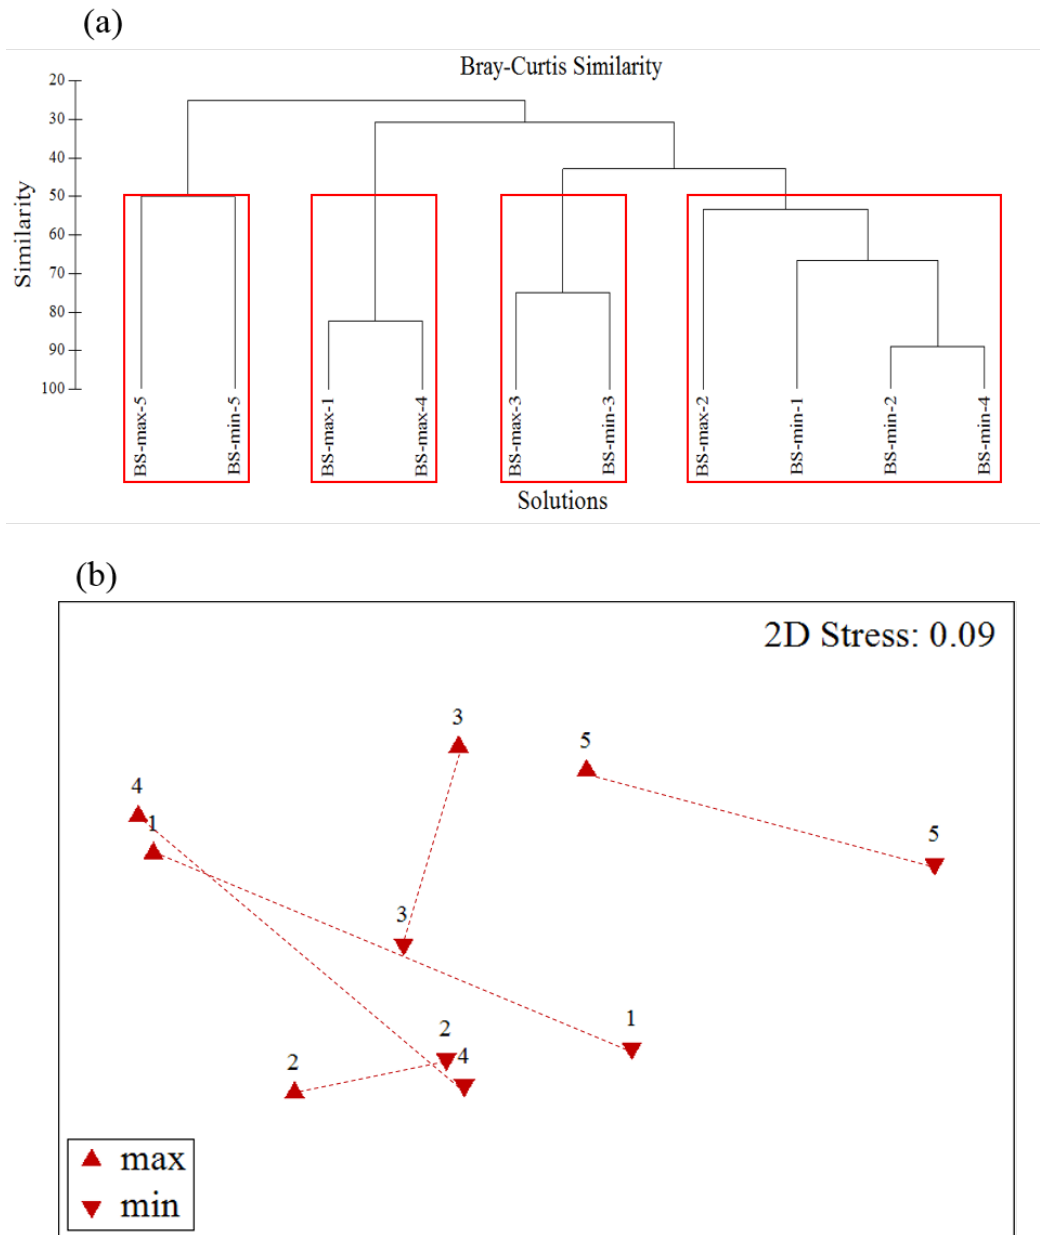 (a)
Bray-Curtis Similarity
20
30
40
50
60
70
80
90
100
Similarity
BS-max-5
BS-min-5
BS-max-1
BS-max-4
BS-max-3
BS-min-3
BS-max-2
BS-min-1
BS-min-2
BS-min-4
Solutions
(b)
2D Stress: 0.09
3
5
4
1
5
3
2
1
2
4
max
min